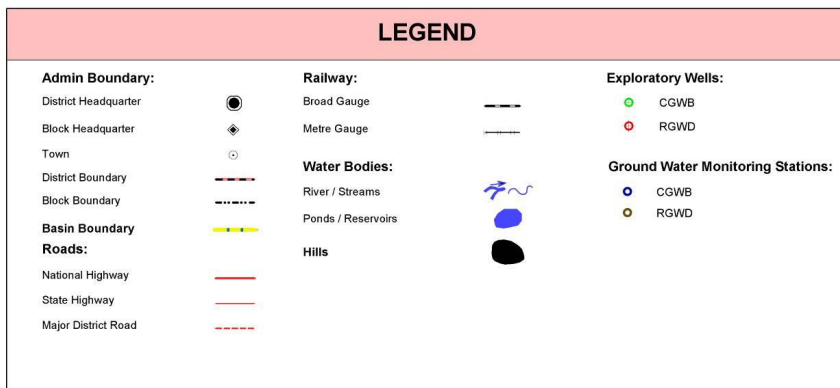 LEGEND
Admin Boundary:
District Headquarter
Block Headquarter
Town
District Boundary
Block Boundary
Basin Boundary
Roads:
National Highway
State Highway
Major District Road
Railway:
Broad Gauge
Metre Gauge
Water Bodies:
River / Streams
Ponds / Reservoirs
Hills
Exploratory Wells:
CGWB
RGWD
Ground Water Monitoring Stations:
CGWB
RGWD